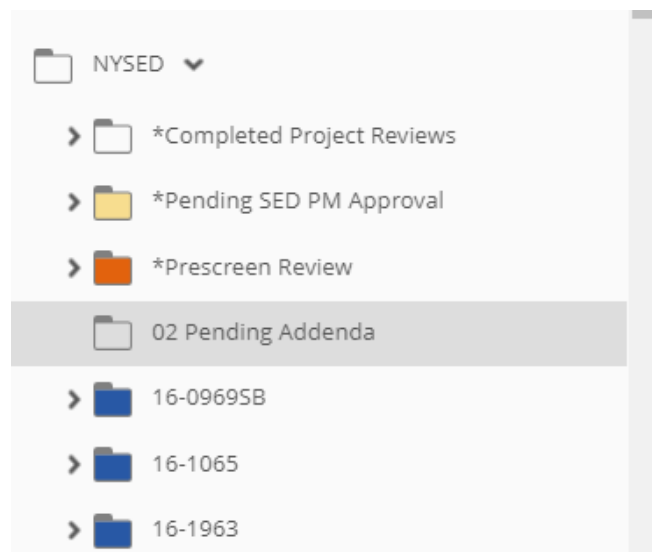 NYSED
*Completed Project Reviews
*Pending SED PM Approval
*Prescreen Review
02 Pending Addenda
16-0969SB
16-1065
16-1963